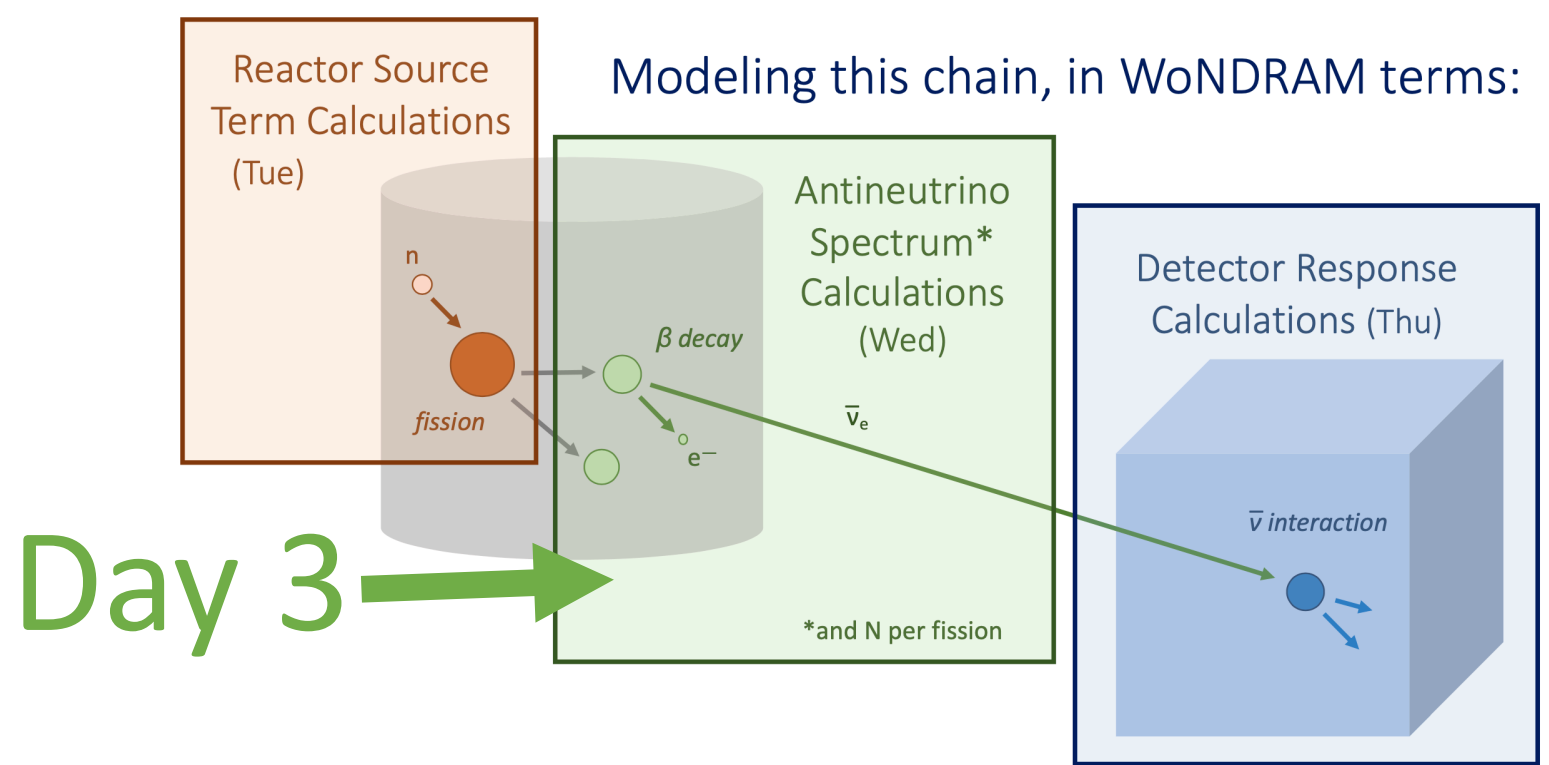 Reactor Source
Term Calculations
(Tue)
Modeling this chain, in WoNDRAM terms:
Antineutrino
Spectrum*
Calculations
(Wed)
Detector Response
Calculations (Thu)
n
fission
β decay
e⁻
ν̅ₑ
ν̅ interaction
Day 3
*and N per fission